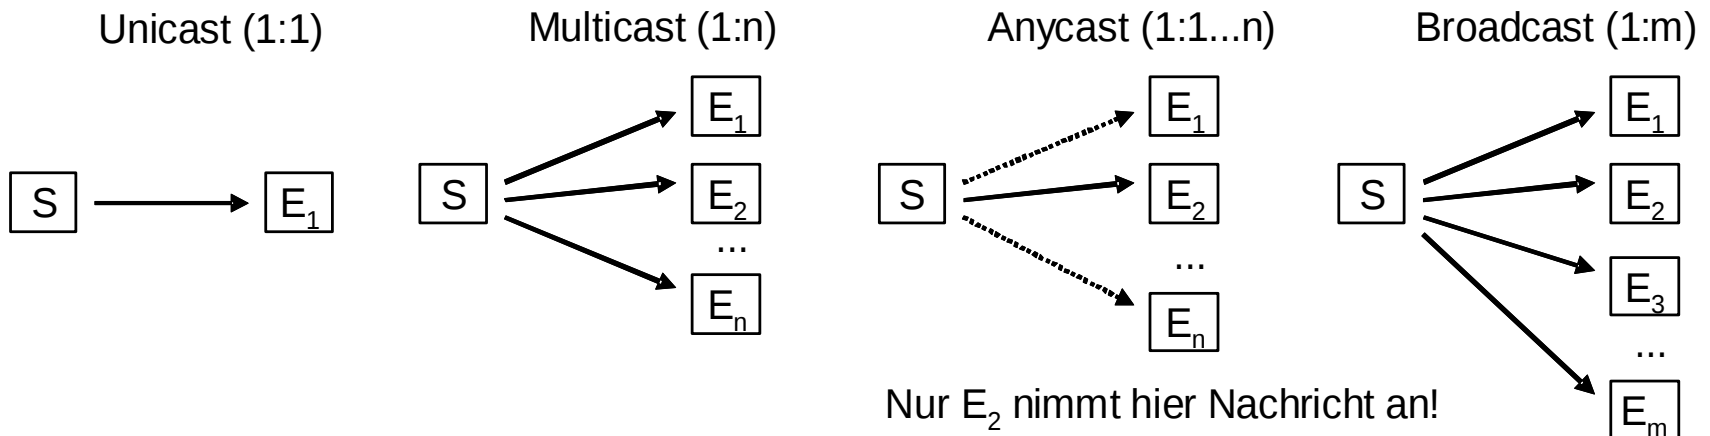 Unicast (1:1)
S
E1
Multicast (1:n)
S
E1
E2
...
En
Anycast (1:1...n)
S
E1
E2
...
En
Nur E2 nimmt hier Nachricht an!
Broadcast (1:m)
S
E1
E2
E3
...
Em